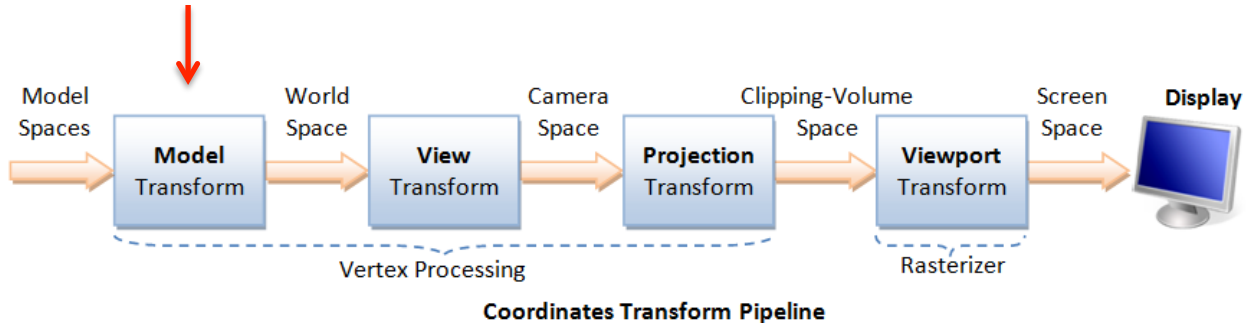 Model
Spaces
Model
Transform
World
Space
View
Transform
Camera
Space
Projection
Transform
Clipping-Volume
Space
Viewport
Transform
Screen
Space
Display
Vertex Processing
Rasterizer
Coordinates Transform Pipeline